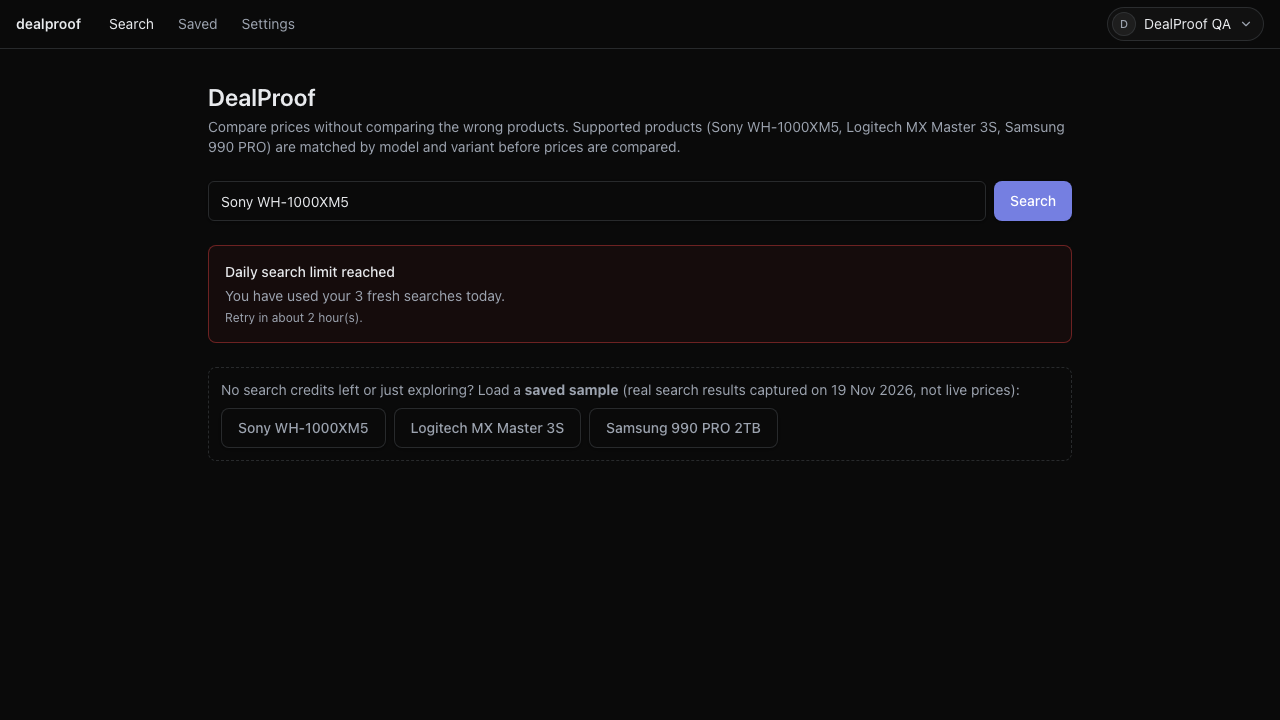 dealproof Search Saved Settings D DealProof QA
DealProof
Compare prices without comparing the wrong products. Supported products (Sony WH-1000XM5, Logitech MX Master 3S, Samsung
990 PRO) are matched by model and variant before prices are compared.
Sony WH-1000XM5 Search
Daily search limit reached
You have used your 3 fresh searches today.
Retry in about 2 hour(s).
No search credits left or just exploring? Load a saved sample (real search results captured on 19 Nov 2026, not live prices):
Sony WH-1000XM5 Logitech MX Master 3S Samsung 990 PRO 2TB